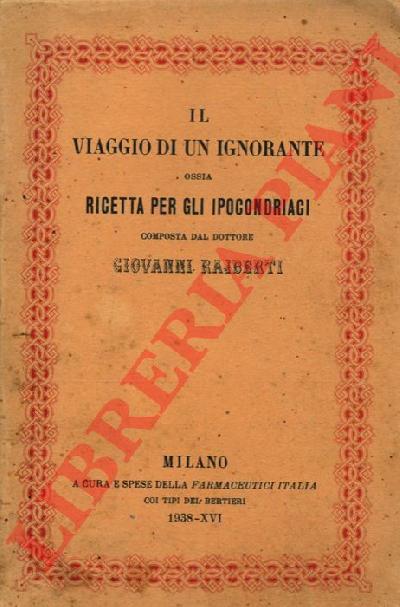 IL
VIAGGIO DI UN IGNORANTE
OSSIA
RICETTA PER GLI IPOCONDRIACI
COMPOSTA DAL DOTTORE
GIOVANNI RAIBERTI
MILANO
A CURA E SPESE DELLA FARMACEUTICI ITALIA
COI TIPI DEL BERTIERI
1938-XVI
LIBRERIA PIANI